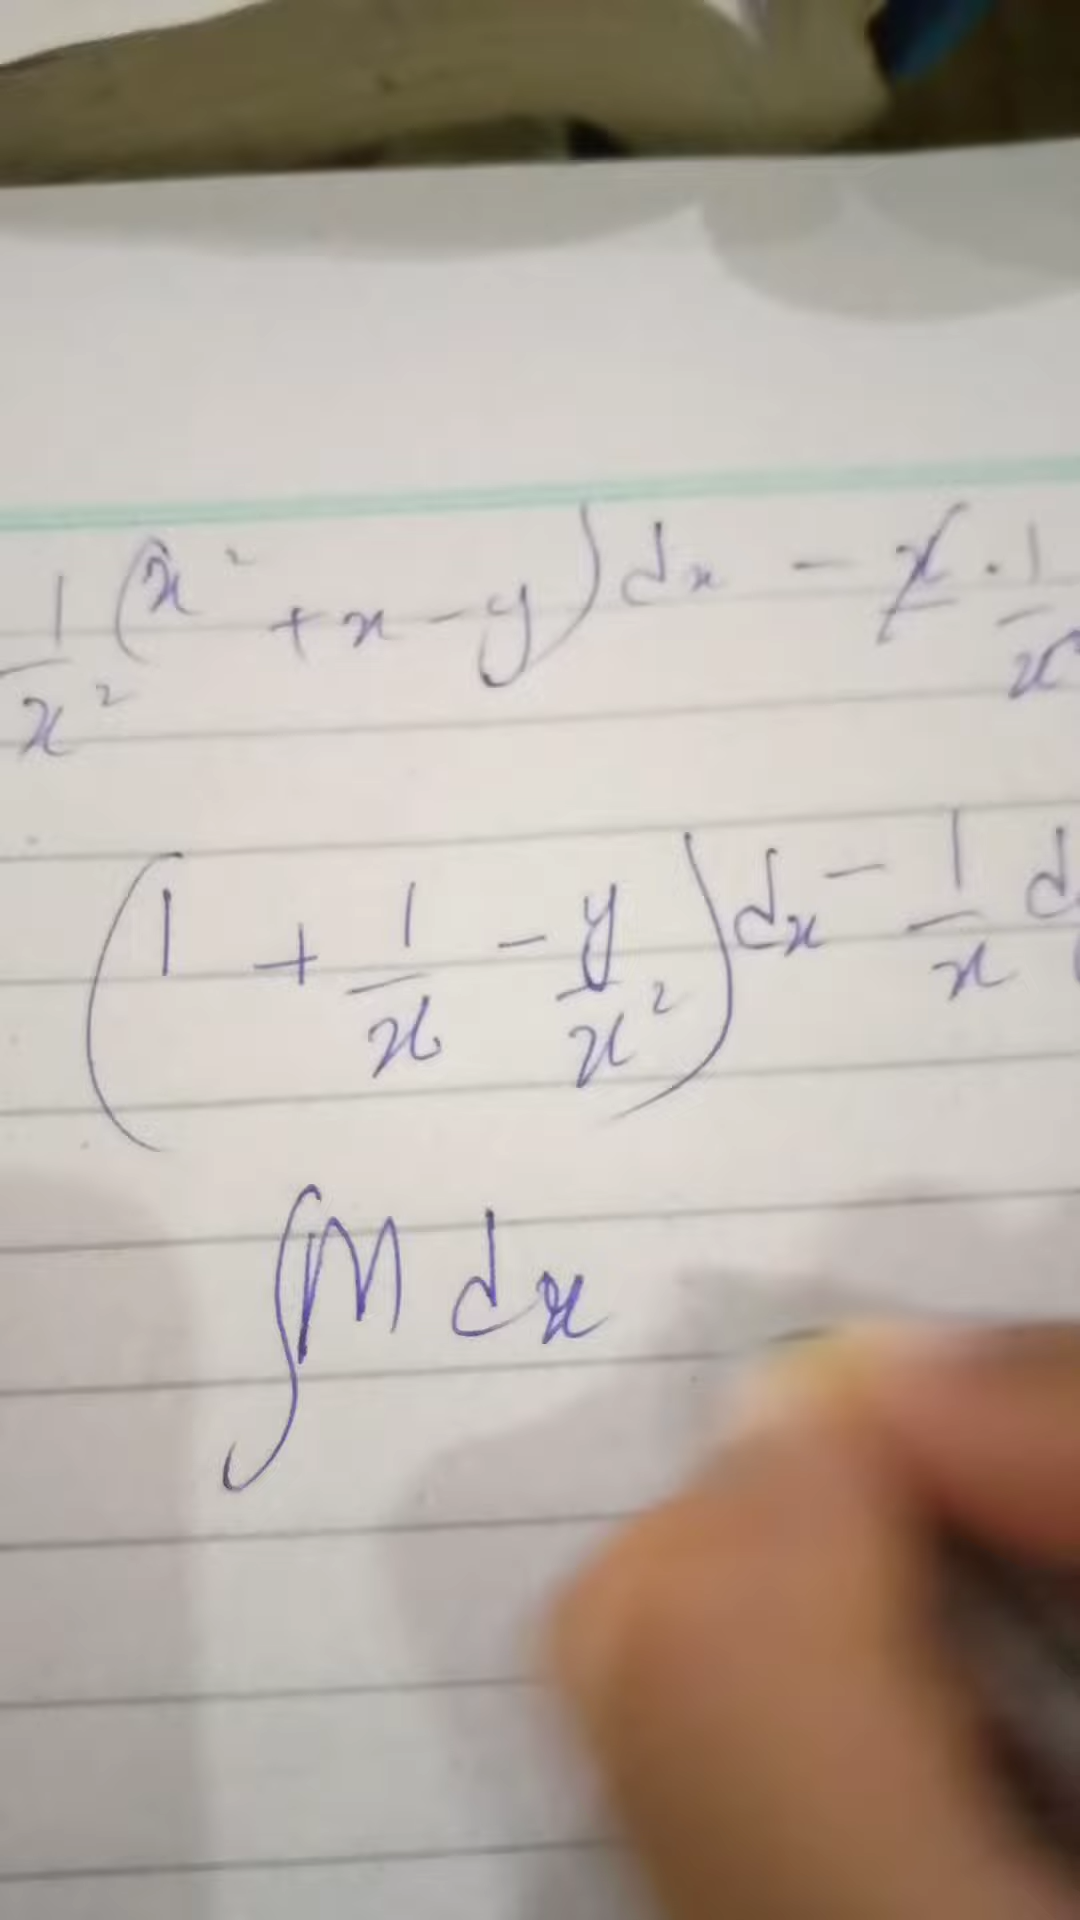 1/x² (x² + x - y) dx - x · 1/x
(1 + 1/x - y/x²) dx - 1/x d
∫ M dx